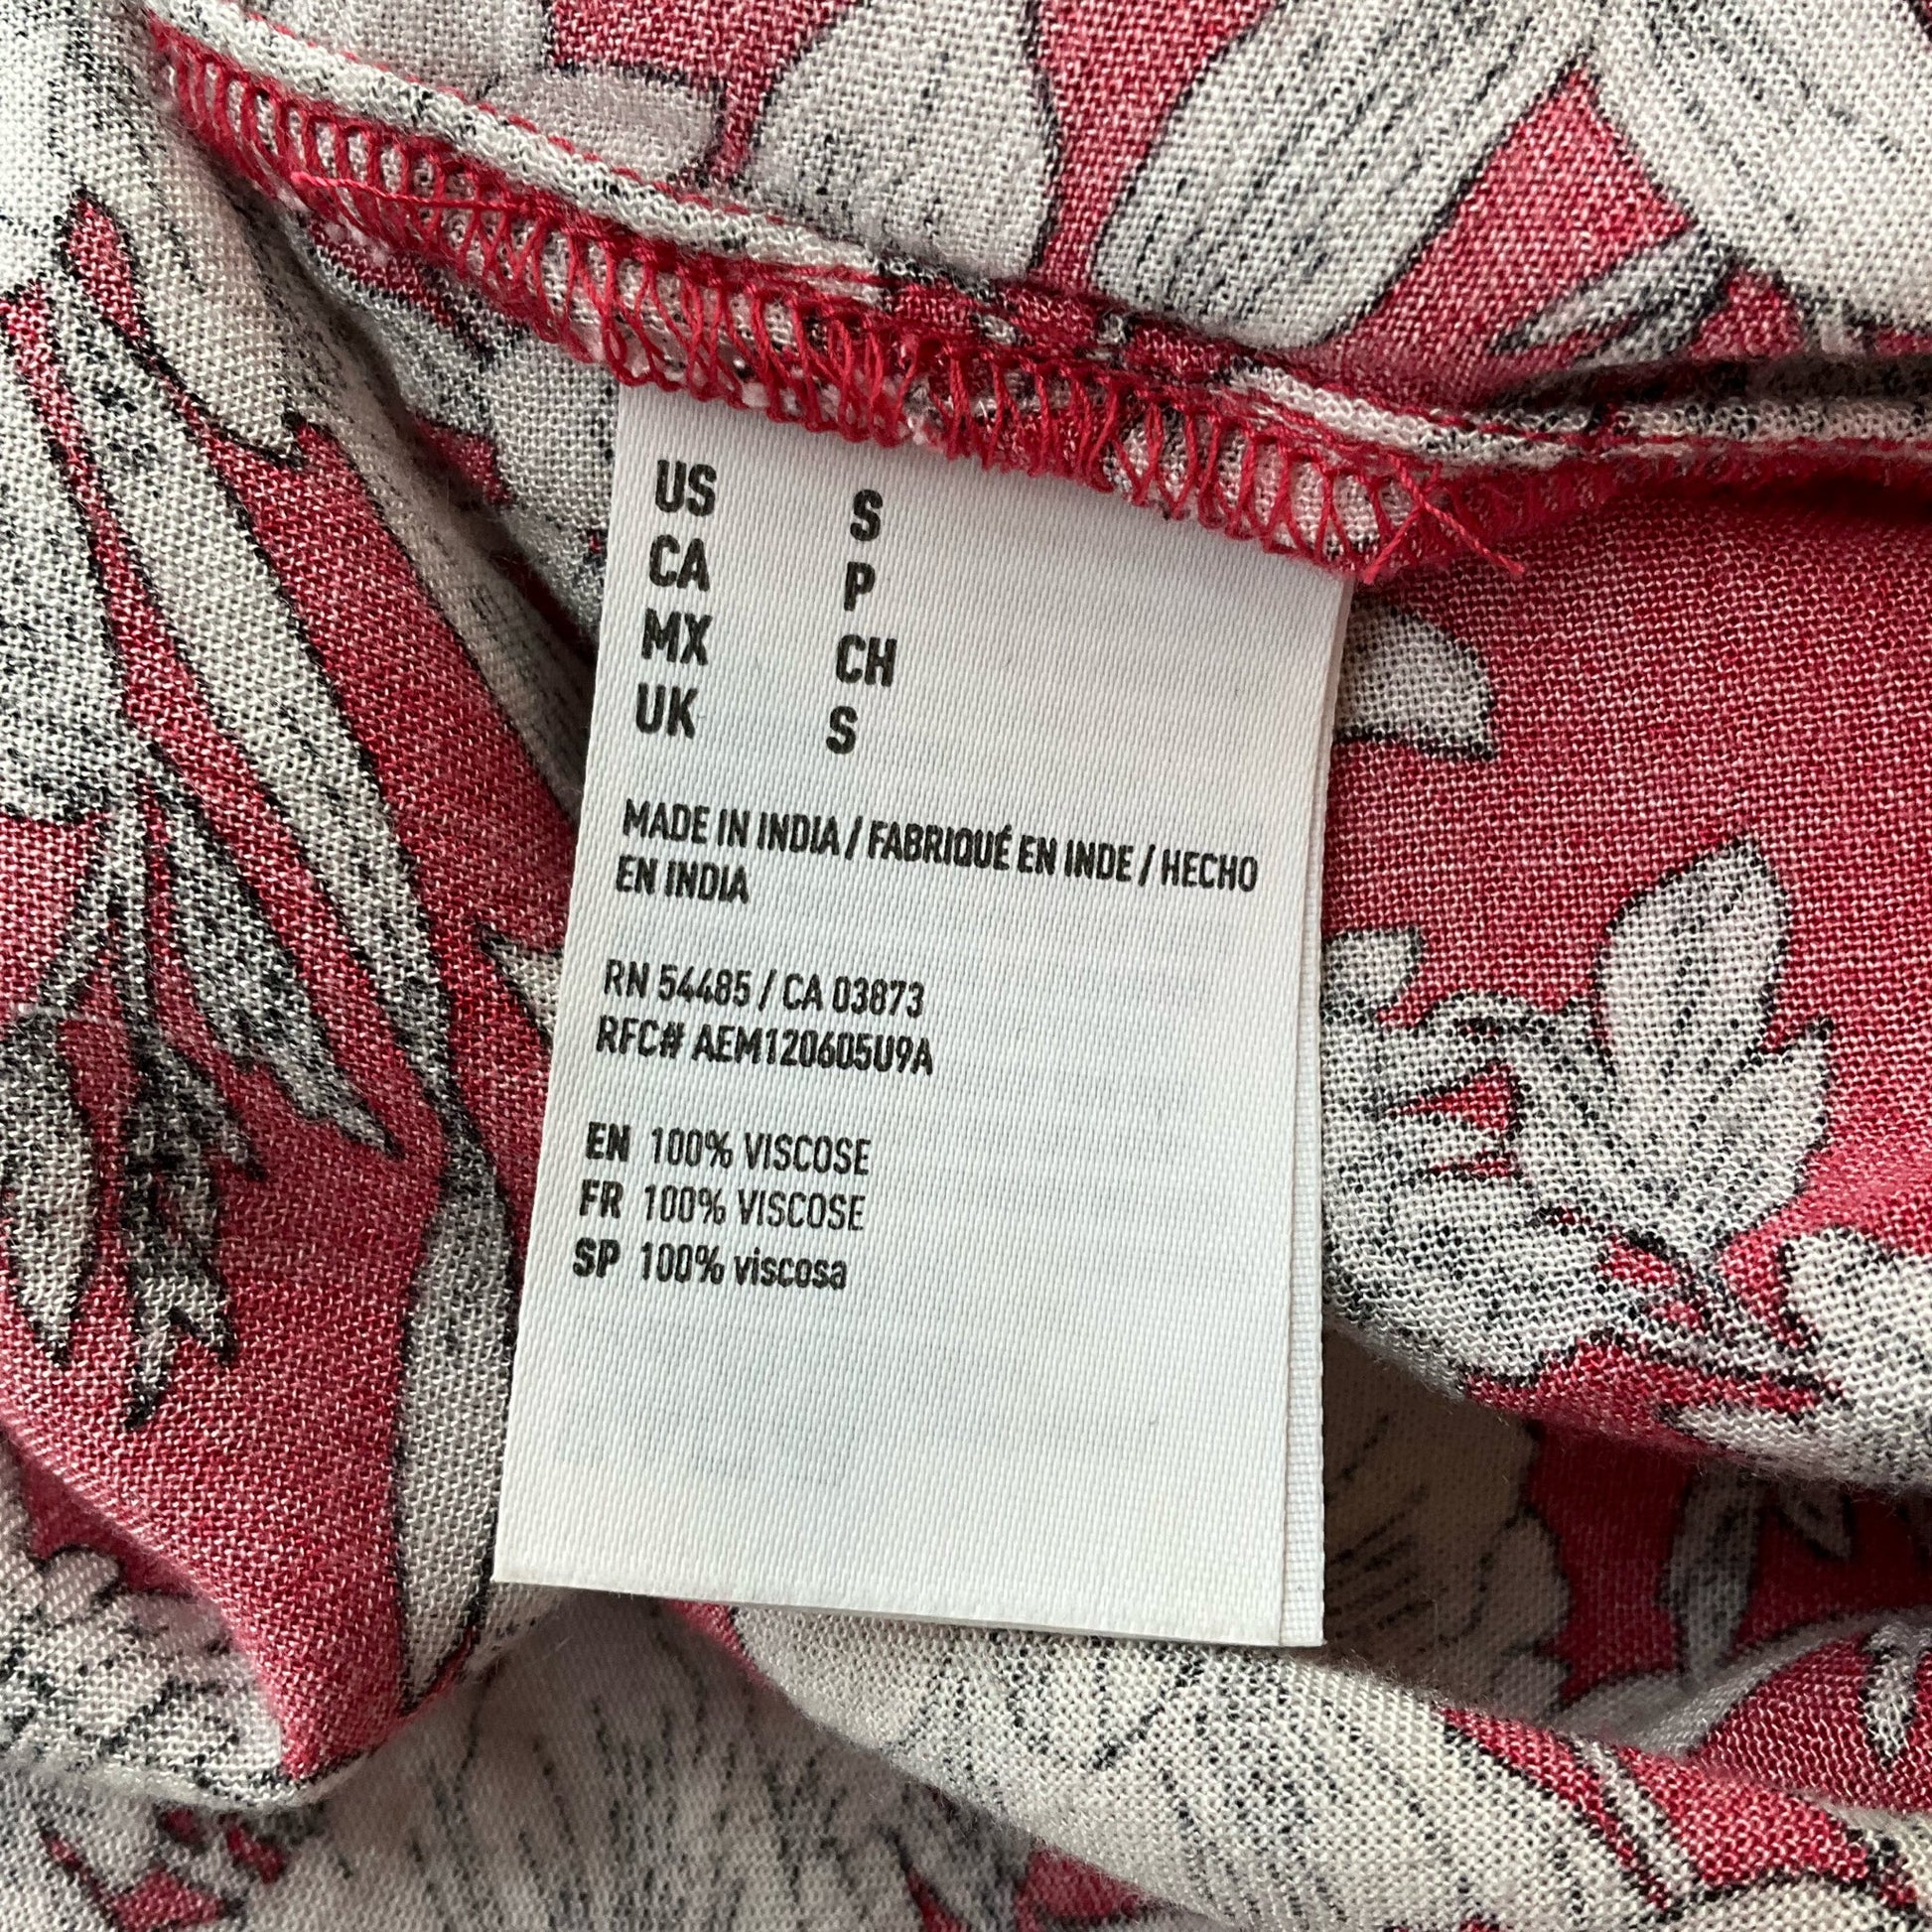 US S
CA P
MX CH
UK S
MADE IN INDIA / FABRIQUÉ EN INDE / HECHO
EN INDIA
RN 54485 / CA 03873
RFC# AEM120605U9A
EN 100% VISCOSE
FR 100% VISCOSE
SP 100% viscosa